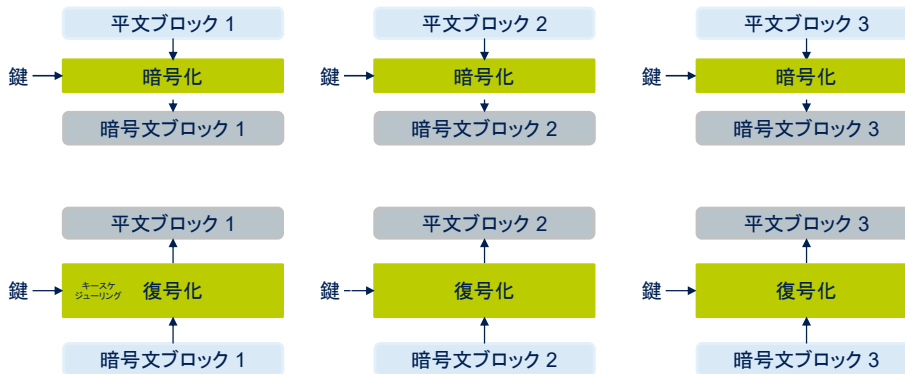 平文ブロック 1
平文ブロック 2
平文ブロック 3
鍵
暗号化
鍵
暗号化
鍵
暗号化
暗号文ブロック 1
暗号文ブロック 2
暗号文ブロック 3
平文ブロック 1
平文ブロック 2
平文ブロック 3
鍵
キースケ
ジューリング
復号化
鍵
復号化
鍵
復号化
暗号文ブロック 1
暗号文ブロック 2
暗号文ブロック 3